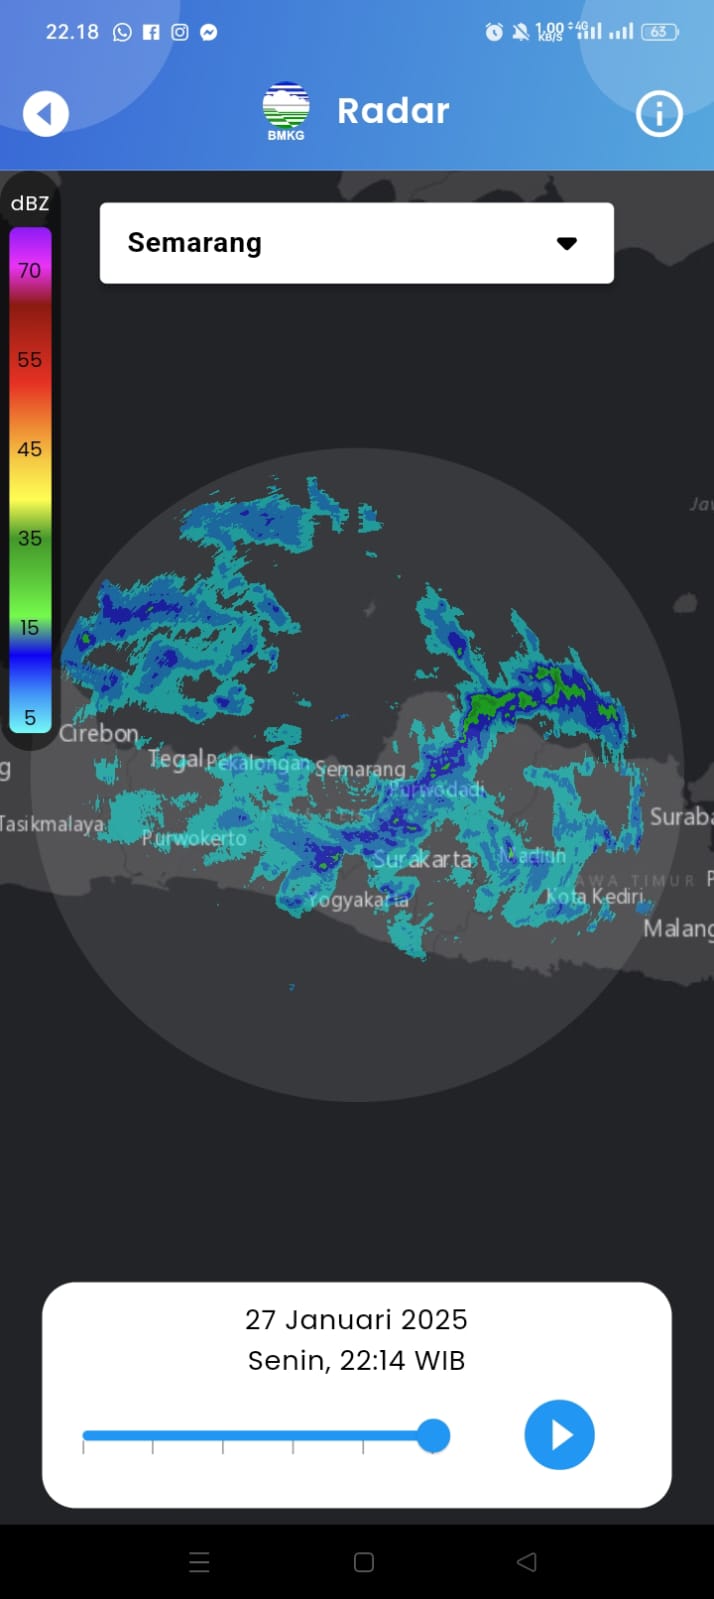 22.18
1.00 KB/S
4G
63
BMKG
Radar
dBZ
Semarang
70
55
45
35
15
5
Cirebon
Tegal
Pekalongan
Semarang
g
Purwodadi
Tasikmalaya
Purwokerto
Suraba
Surakarta
Madiun
JAWA TIMUR
P
Yogyakarta
Kota Kediri
Malang
27 Januari 2025
Senin, 22:14 WIB